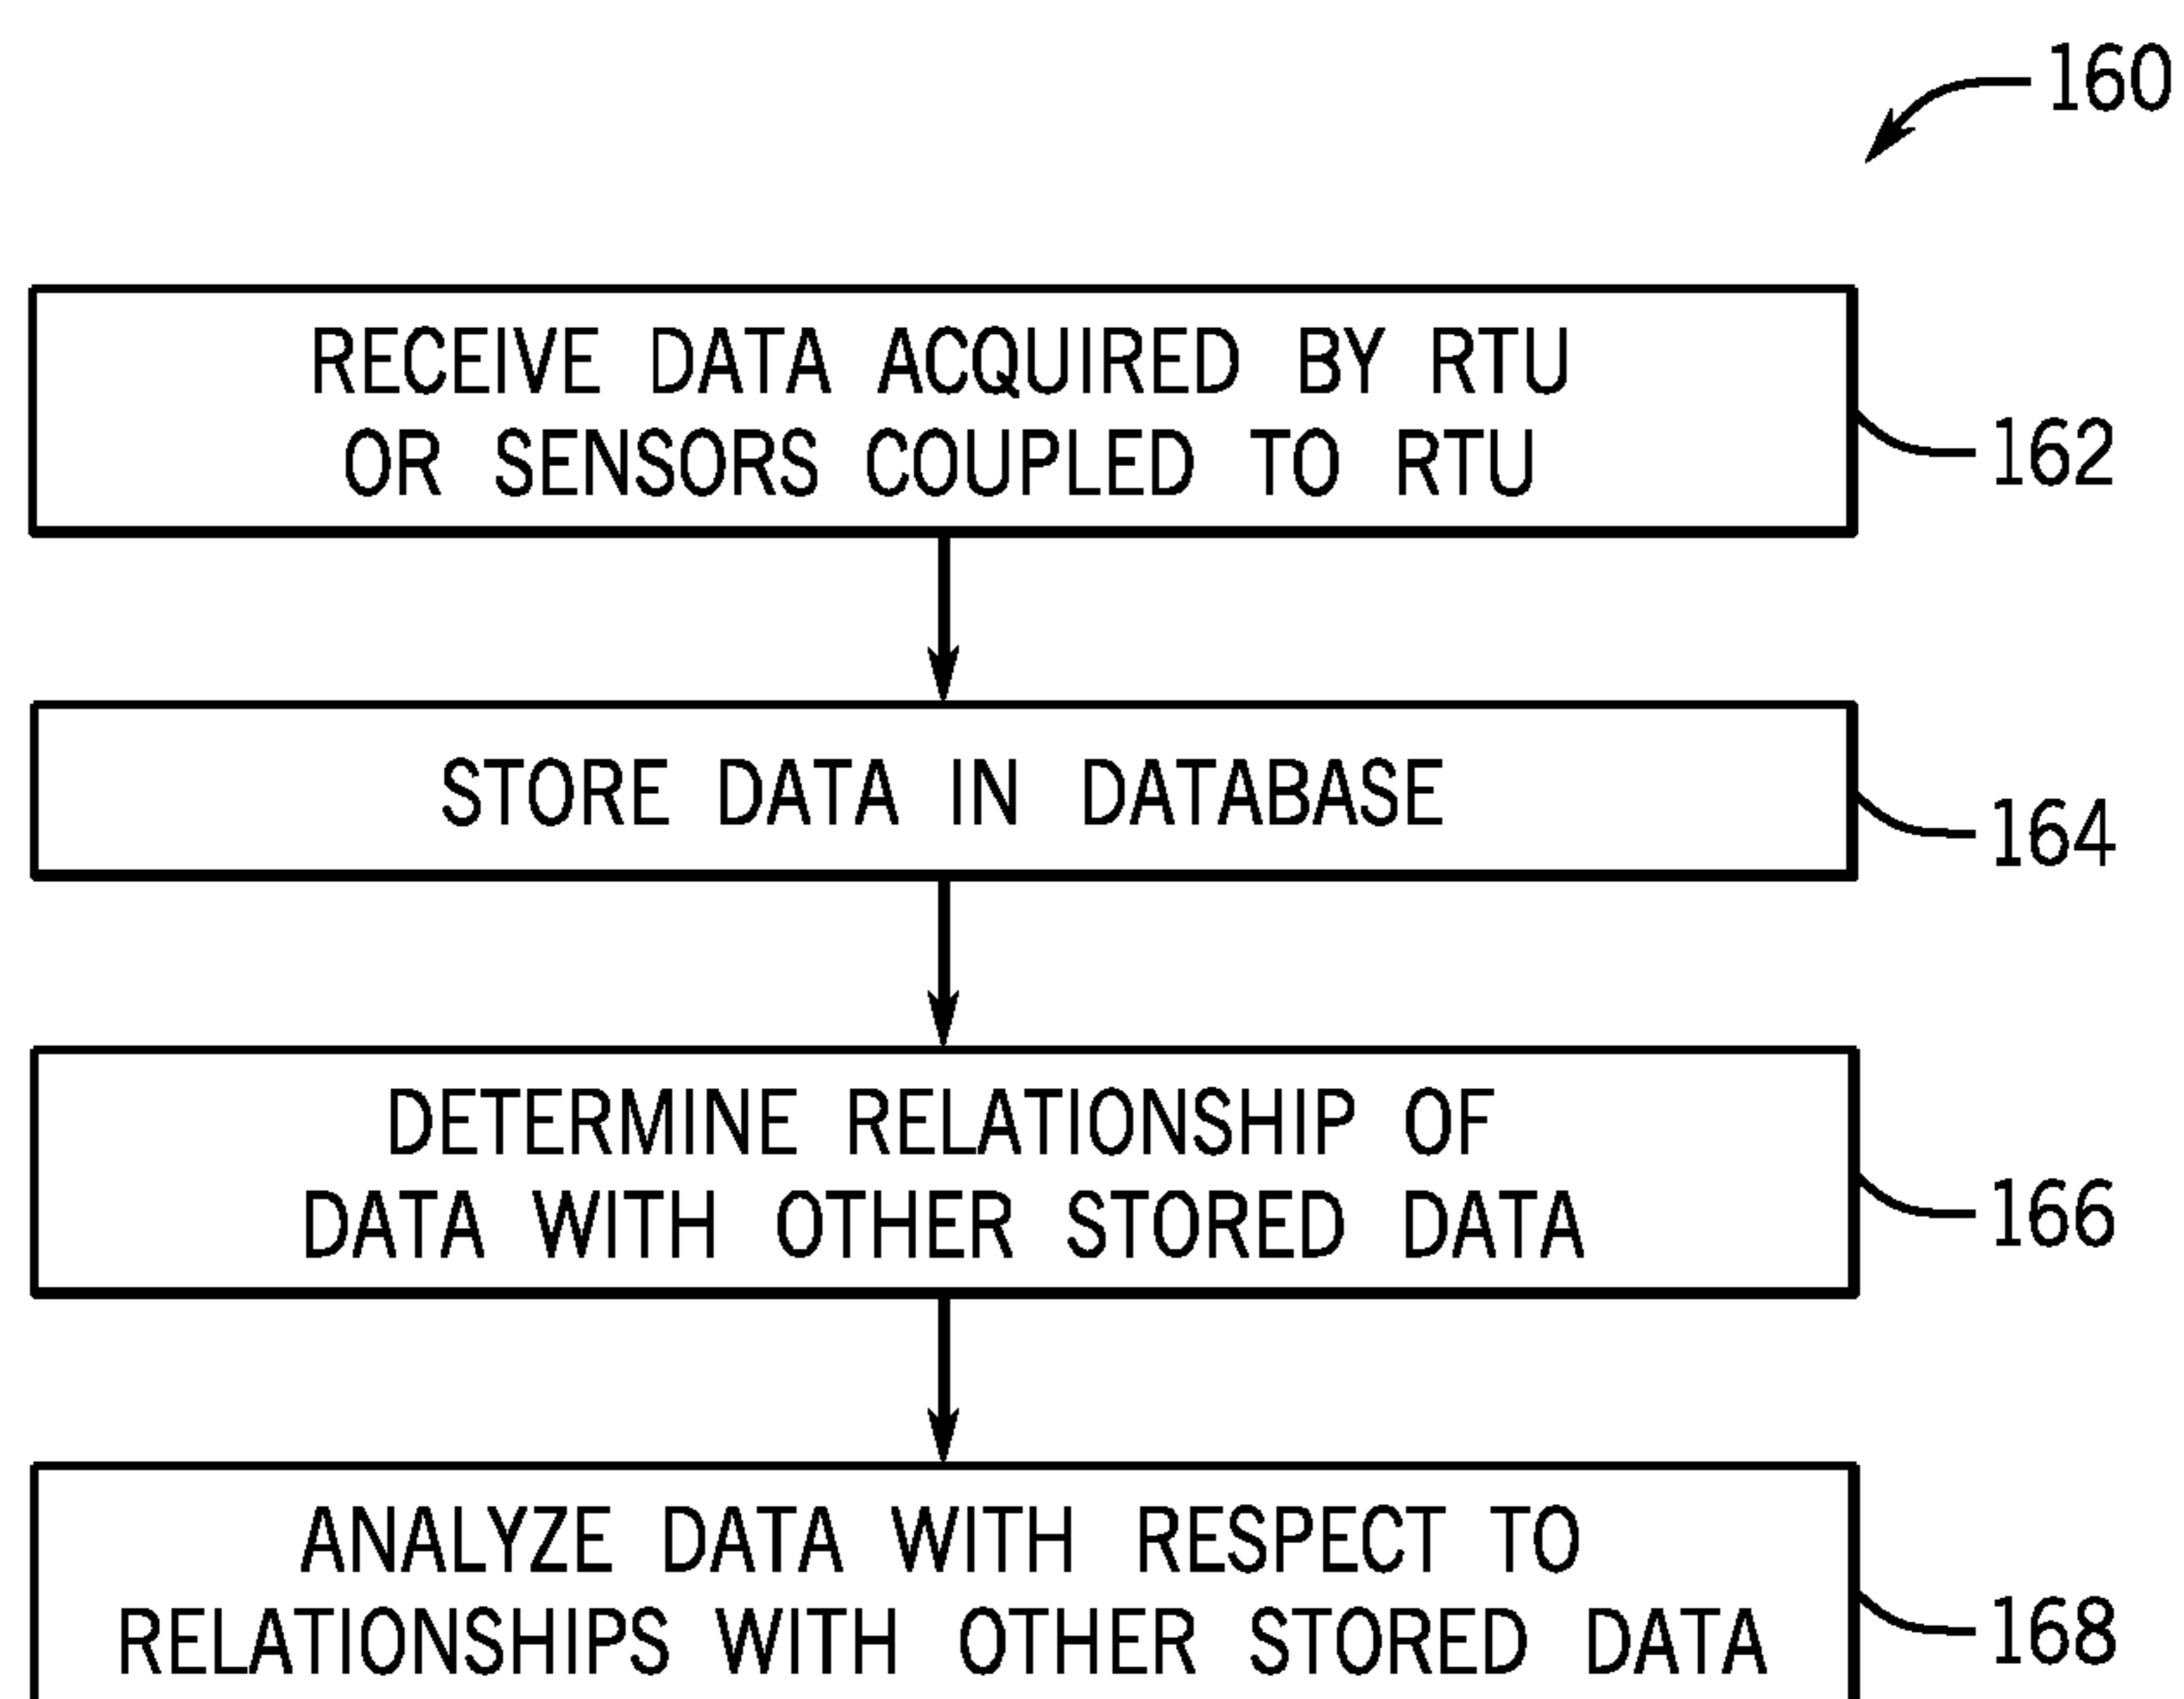 160
RECEIVE DATA ACQUIRED BY RTU
OR SENSORS COUPLED TO RTU
162
STORE DATA IN DATABASE
164
DETERMINE RELATIONSHIP OF
DATA WITH OTHER STORED DATA
166
ANALYZE DATA WITH RESPECT TO
RELATIONSHIPS WITH OTHER STORED DATA
168